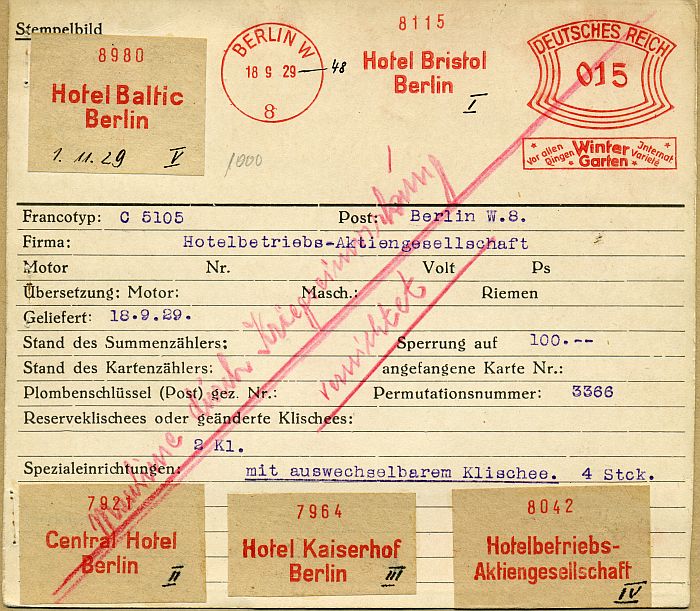 Stempelbild
8980
Hotel Baltic
Berlin
1. 11. 29 V
BERLIN W
18 9 29 48
8
8115
Hotel Bristol
Berlin
I
DEUTSCHES REICH
015
Vor allen Dingen Winter Garten Internat Varieté
1000
Francotyp: C 5105 Post: Berlin W.8.
Firma: Hotelbetriebs-Aktiengesellschaft
Motor Nr. Volt Ps
Übersetzung: Motor: Masch.: Riemen
Geliefert: 18.9.29.
Stand des Summenzählers: Sperrung auf 100.--
Stand des Kartenzählers: angefangene Karte Nr.:
Plombenschlüssel (Post) gez. Nr.: Permutationsnummer: 3366
Reserveklischees oder geänderte Klischees:
2 Kl.
Spezialeinrichtungen: mit auswechselbarem Klischee. 4 Stck.
Maschine durch Kriegseinwirkung
vernichtet
7921
Central Hotel
Berlin
II
7964
Hotel Kaiserhof
Berlin III
8042
Hotelbetriebs-
Aktiengesellschaft
IV